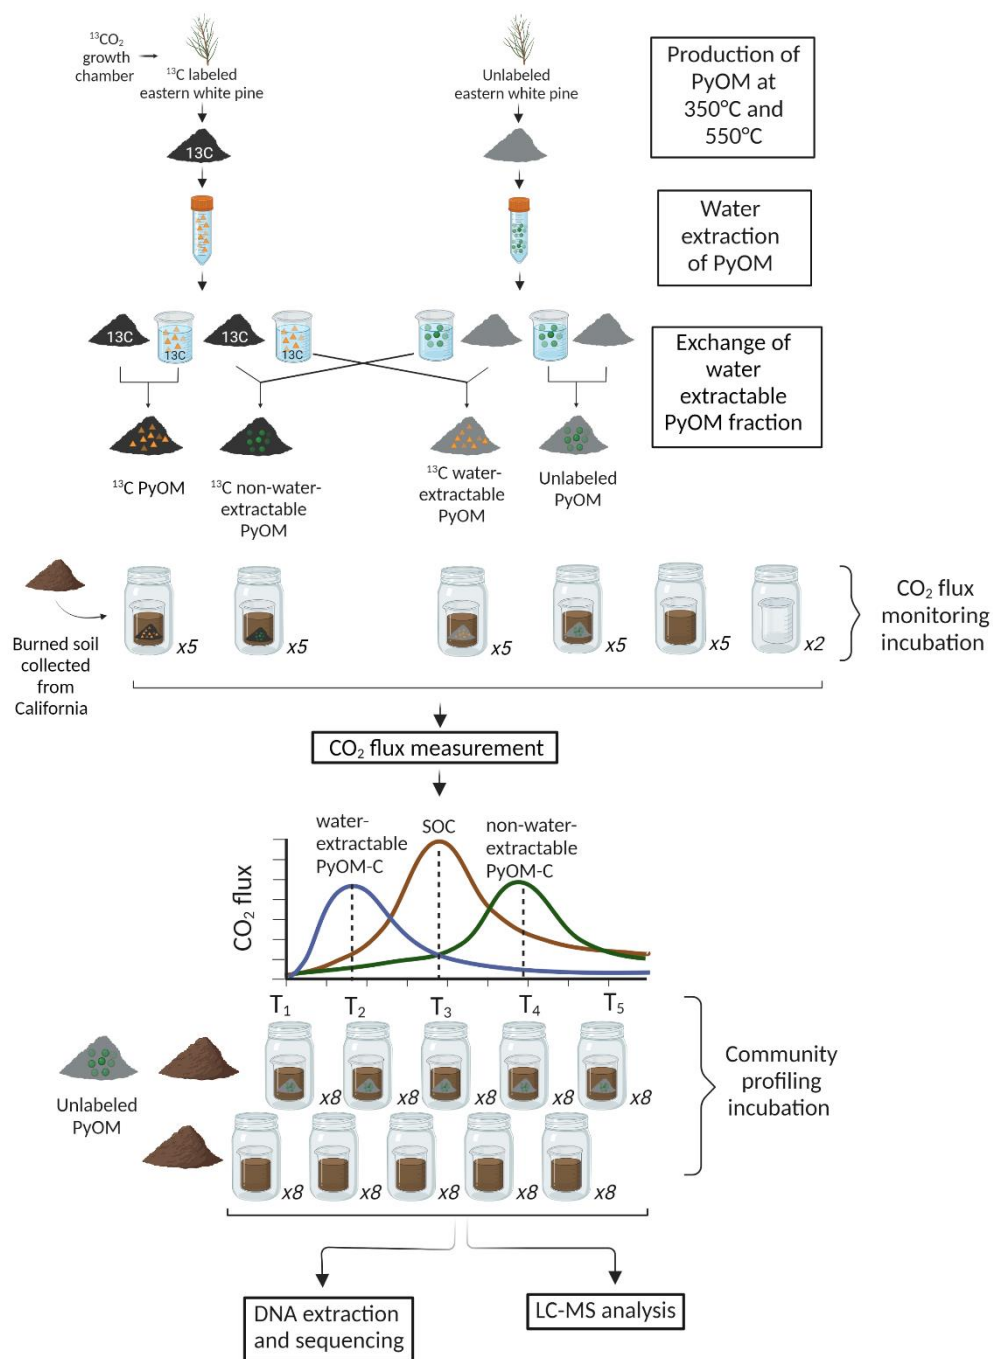 ¹³CO₂
growth
chamber
¹³C labeled
eastern white pine
Unlabeled
eastern white pine
Production of
PyOM at
350°C and
550°C
13C
Water
extraction
of PyOM
13C
13C
13C
13C
Exchange of
water
extractable
PyOM fraction
¹³C PyOM
¹³C non-water-
extractable
PyOM
¹³C water-
extractable
PyOM
Unlabeled
PyOM
Burned soil
collected
from
California
x5
x5
x5
x5
x5
x2
CO₂ flux
monitoring
incubation
CO₂ flux measurement
water-
extractable
PyOM-C
SOC
non-water-
extractable
PyOM-C
CO₂ flux
T₁ T₂ T₃ T₄ T₅
Unlabeled
PyOM
x8 x8 x8 x8 x8
x8 x8 x8 x8 x8
Community
profiling
incubation
DNA extraction
and sequencing
LC-MS analysis